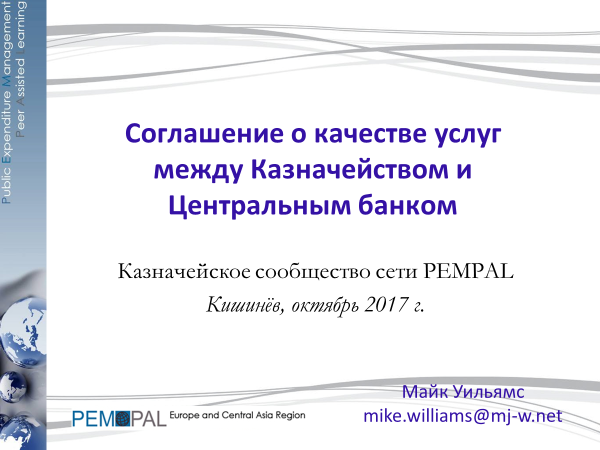 Public Expenditure Management
Peer Assisted Learning
Соглашение о качестве услуг
между Казначейством и
Центральным банком
Казначейское сообщество сети PEMPAL
Кишинёв, октябрь 2017 г.
Майк Уильямс
mike.williams@mj-w.net
PEMPAL Europe and Central Asia Region